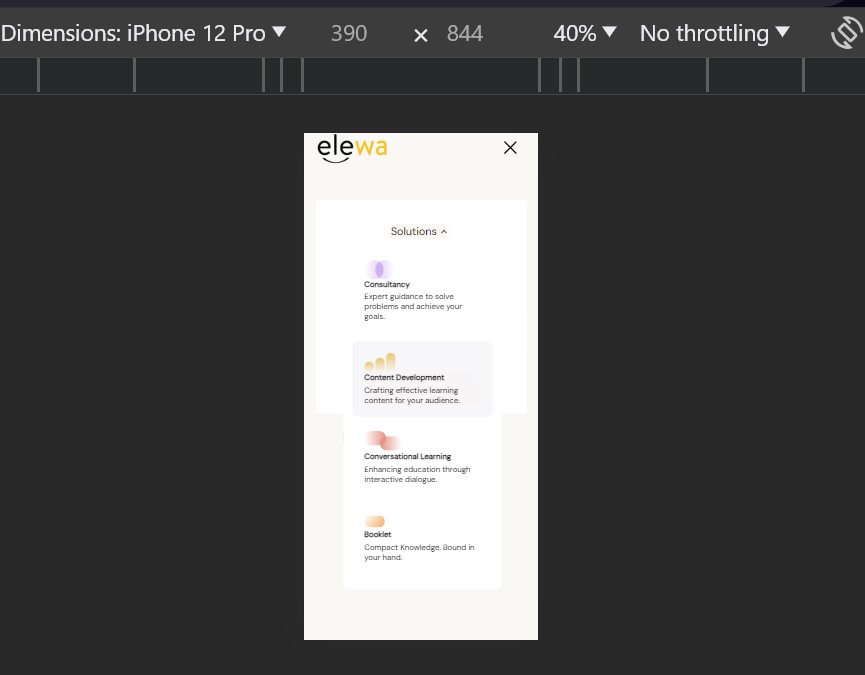 Dimensions: iPhone 12 Pro 390 × 844 40% No throttling
elewa
Solutions
Consultancy
Expert guidance to solve
problems and achieve your
goals.
Content Development
Crafting effective learning
content for your audience.
Conversational Learning
Enhancing education through
interactive dialogue.
Booklet
Compact Knowledge, Bound in
your hand.